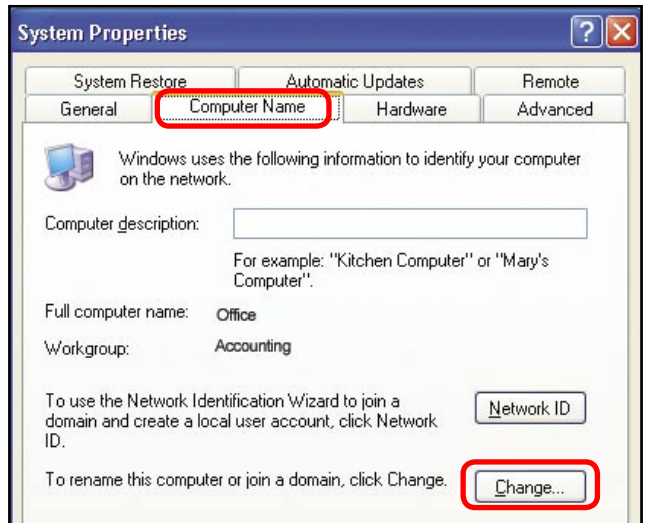 System Properties
System Restore
Automatic Updates
Remote
General
Computer Name
Hardware
Advanced
Windows uses the following information to identify your computer
on the network.
Computer description:
For example: "Kitchen Computer" or "Mary's
Computer".
Full computer name:
Office
Workgroup:
Accounting
To use the Network Identification Wizard to join a
domain and create a local user account, click Network
ID.
Network ID
To rename this computer or join a domain, click Change.
Change...